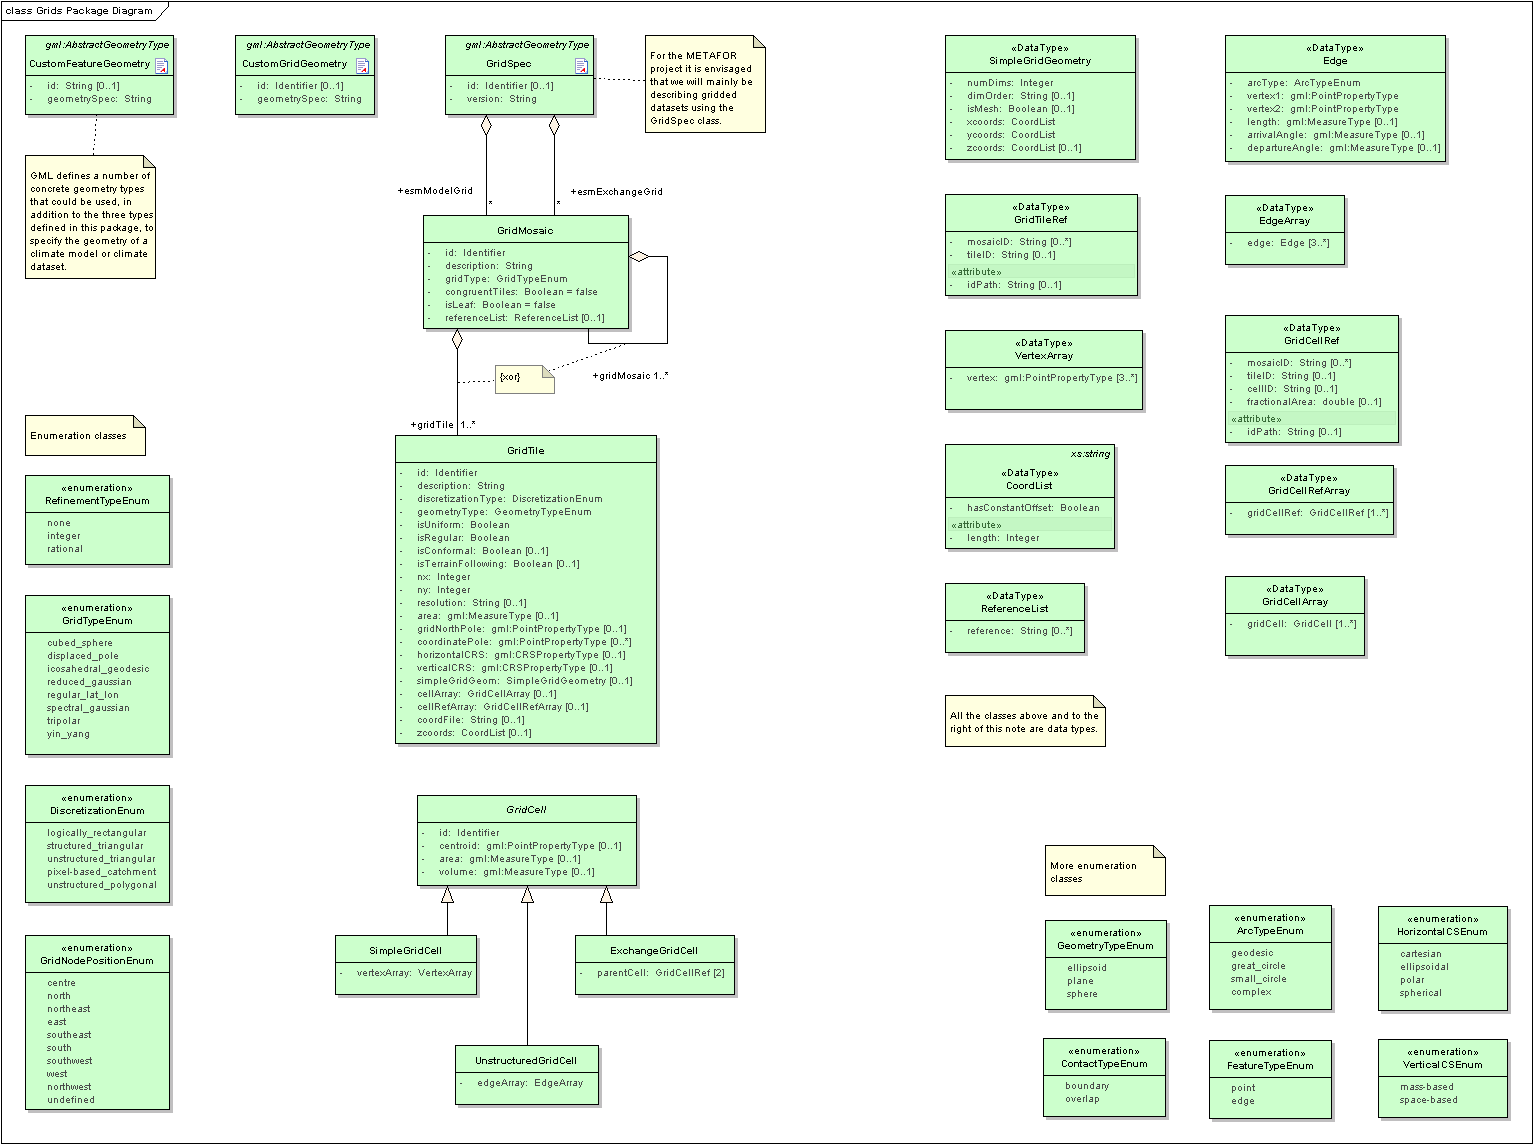 class Grids Package Diagram
gml:AbstractGeometryType
CustomFeatureGeometry
- id: String [0..1]
- geometrySpec: String
gml:AbstractGeometryType
CustomGridGeometry
- id: Identifier [0..1]
- geometrySpec: String
gml:AbstractGeometryType
GridSpec
- id: Identifier [0..1]
- version: String
For the METAFOR
project it is envisaged
that we will mainly be
describing gridded
datasets using the
GridSpec class.
GML defines a number of
concrete geometry types
that could be used, in
addition to the three types
defined in this package, to
specify the geometry of a
climate model or climate
dataset.
+esmModelGrid
*
+esmExchangeGrid
*
GridMosaic
- id: Identifier
- description: String
- gridType: GridTypeEnum
- congruentTiles: Boolean = false
- isLeaf: Boolean = false
- referenceList: ReferenceList [0..1]
{xor}
+gridMosaic 1..*
+gridTile 1..*
GridTile
- id: Identifier
- description: String
- discretizationType: DiscretizationEnum
- geometryType: GeometryTypeEnum
- isUniform: Boolean
- isRegular: Boolean
- isConformal: Boolean [0..1]
- isTerrainFollowing: Boolean [0..1]
- nx: Integer
- ny: Integer
- resolution: String [0..1]
- area: gml:MeasureType [0..1]
- gridNorthPole: gml:PointPropertyType [0..1]
- coordinatePole: gml:PointPropertyType [0..*]
- horizontalCRS: gml:CRSPropertyType [0..1]
- verticalCRS: gml:CRSPropertyType [0..1]
- simpleGridGeom: SimpleGridGeometry [0..1]
- cellArray: GridCellArray [0..1]
- cellRefArray: GridCellRefArray [0..1]
- coordFile: String [0..1]
- zcoords: CoordList [0..1]
GridCell
- id: Identifier
- centroid: gml:PointPropertyType [0..1]
- area: gml:MeasureType [0..1]
- volume: gml:MeasureType [0..1]
SimpleGridCell
- vertexArray: VertexArray
ExchangeGridCell
- parentCell: GridCellRef [2]
UnstructuredGridCell
- edgeArray: EdgeArray
Enumeration classes
«enumeration»
RefinementTypeEnum
none
integer
rational
«enumeration»
GridTypeEnum
cubed_sphere
displaced_pole
icosahedral_geodesic
reduced_gaussian
regular_lat_lon
spectral_gaussian
tripolar
yin_yang
«enumeration»
DiscretizationEnum
logically_rectangular
structured_triangular
unstructured_triangular
pixel-based_catchment
unstructured_polygonal
«enumeration»
GridNodePositionEnum
centre
north
northeast
east
southeast
south
southwest
west
northwest
undefined
«DataType»
SimpleGridGeometry
- numDims: Integer
- dimOrder: String [0..1]
- isMesh: Boolean [0..1]
- xcoords: CoordList
- ycoords: CoordList
- zcoords: CoordList [0..1]
«DataType»
GridTileRef
- mosaicID: String [0..*]
- tileID: String [0..1]
«attribute»
- idPath: String [0..1]
«DataType»
VertexArray
- vertex: gml:PointPropertyType [3..*]
xs:string
«DataType»
CoordList
- hasConstantOffset: Boolean
«attribute»
- length: Integer
«DataType»
ReferenceList
- reference: String [0..*]
All the classes above and to the
right of this note are data types.
«DataType»
Edge
- arcType: ArcTypeEnum
- vertex1: gml:PointPropertyType
- vertex2: gml:PointPropertyType
- length: gml:MeasureType [0..1]
- arrivalAngle: gml:MeasureType [0..1]
- departureAngle: gml:MeasureType [0..1]
«DataType»
EdgeArray
- edge: Edge [3..*]
«DataType»
GridCellRef
- mosaicID: String [0..*]
- tileID: String [0..1]
- cellID: String [0..1]
- fractionalArea: double [0..1]
«attribute»
- idPath: String [0..1]
«DataType»
GridCellRefArray
- gridCellRef: GridCellRef [1..*]
«DataType»
GridCellArray
- gridCell: GridCell [1..*]
More enumeration
classes
«enumeration»
GeometryTypeEnum
ellipsoid
plane
sphere
«enumeration»
ArcTypeEnum
geodesic
great_circle
small_circle
complex
«enumeration»
HorizontalCSEnum
cartesian
ellipsoidal
polar
spherical
«enumeration»
ContactTypeEnum
boundary
overlap
«enumeration»
FeatureTypeEnum
point
edge
«enumeration»
VerticalCSEnum
mass-based
space-based